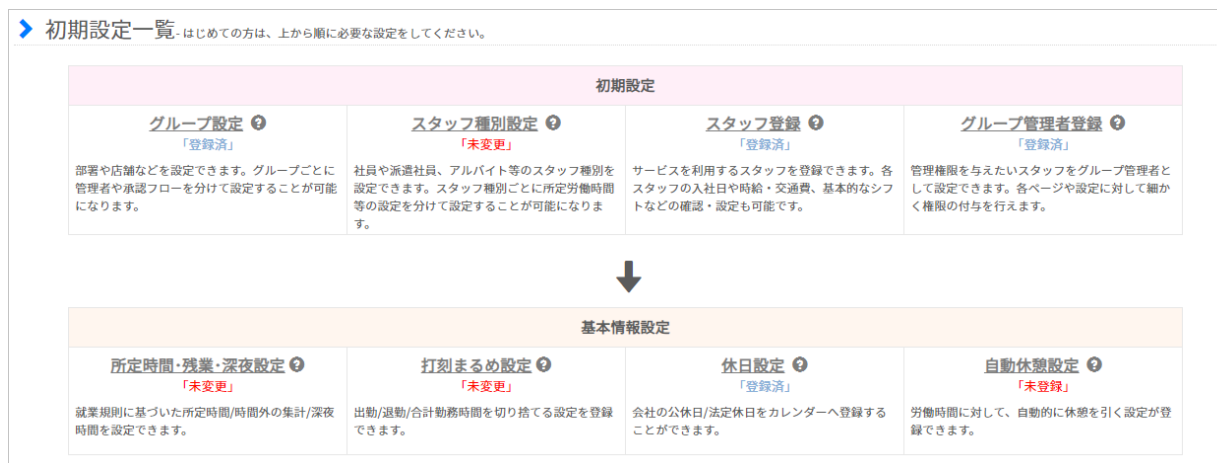 初期設定一覧- はじめての方は、上から順に必要な設定をしてください。
初期設定
グループ設定
「登録済」
部署や店舗などを設定できます。グループごとに
管理者や承認フローを分けて設定することが可能
になります。
スタッフ種別設定
「未変更」
社員や派遣社員、アルバイト等のスタッフ種別を
設定できます。スタッフ種別ごとに所定労働時間
等の設定を分けて設定することが可能になりま
す。
スタッフ登録
「登録済」
サービスを利用するスタッフを登録できます。各
スタッフの入社日や時給・交通費、基本的なシフ
トなどの確認・設定も可能です。
グループ管理者登録
「登録済」
管理権限を与えたいスタッフをグループ管理者と
して設定できます。各ページや設定に対して細か
く権限の付与を行えます。
基本情報設定
所定時間･残業･深夜設定
「未変更」
就業規則に基づいた所定時間/時間外の集計/深夜
時間を設定できます。
打刻まるめ設定
「未変更」
出勤/退勤/合計勤務時間を切り捨てる設定を登録
できます。
休日設定
「登録済」
会社の公休日/法定休日をカレンダーへ登録する
ことができます。
自動休憩設定
「未登録」
労働時間に対して、自動的に休憩を引く設定が登
録できます。